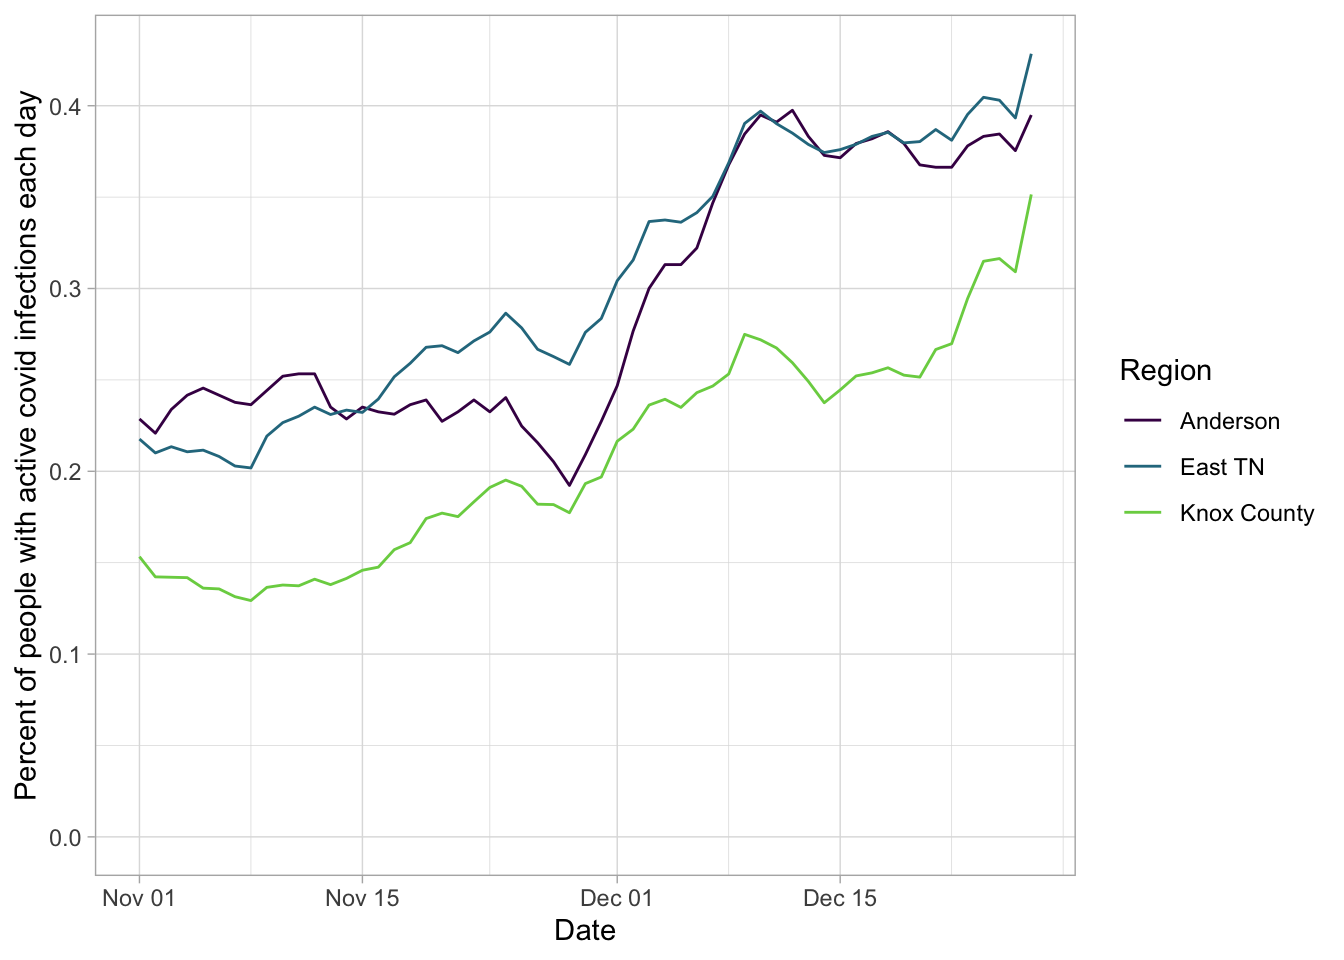 Percent of people with active covid infections each day
0.4
0.3
0.2
0.1
0.0
Nov 01
Nov 15
Dec 01
Dec 15
Date
Region
Anderson
East TN
Knox County